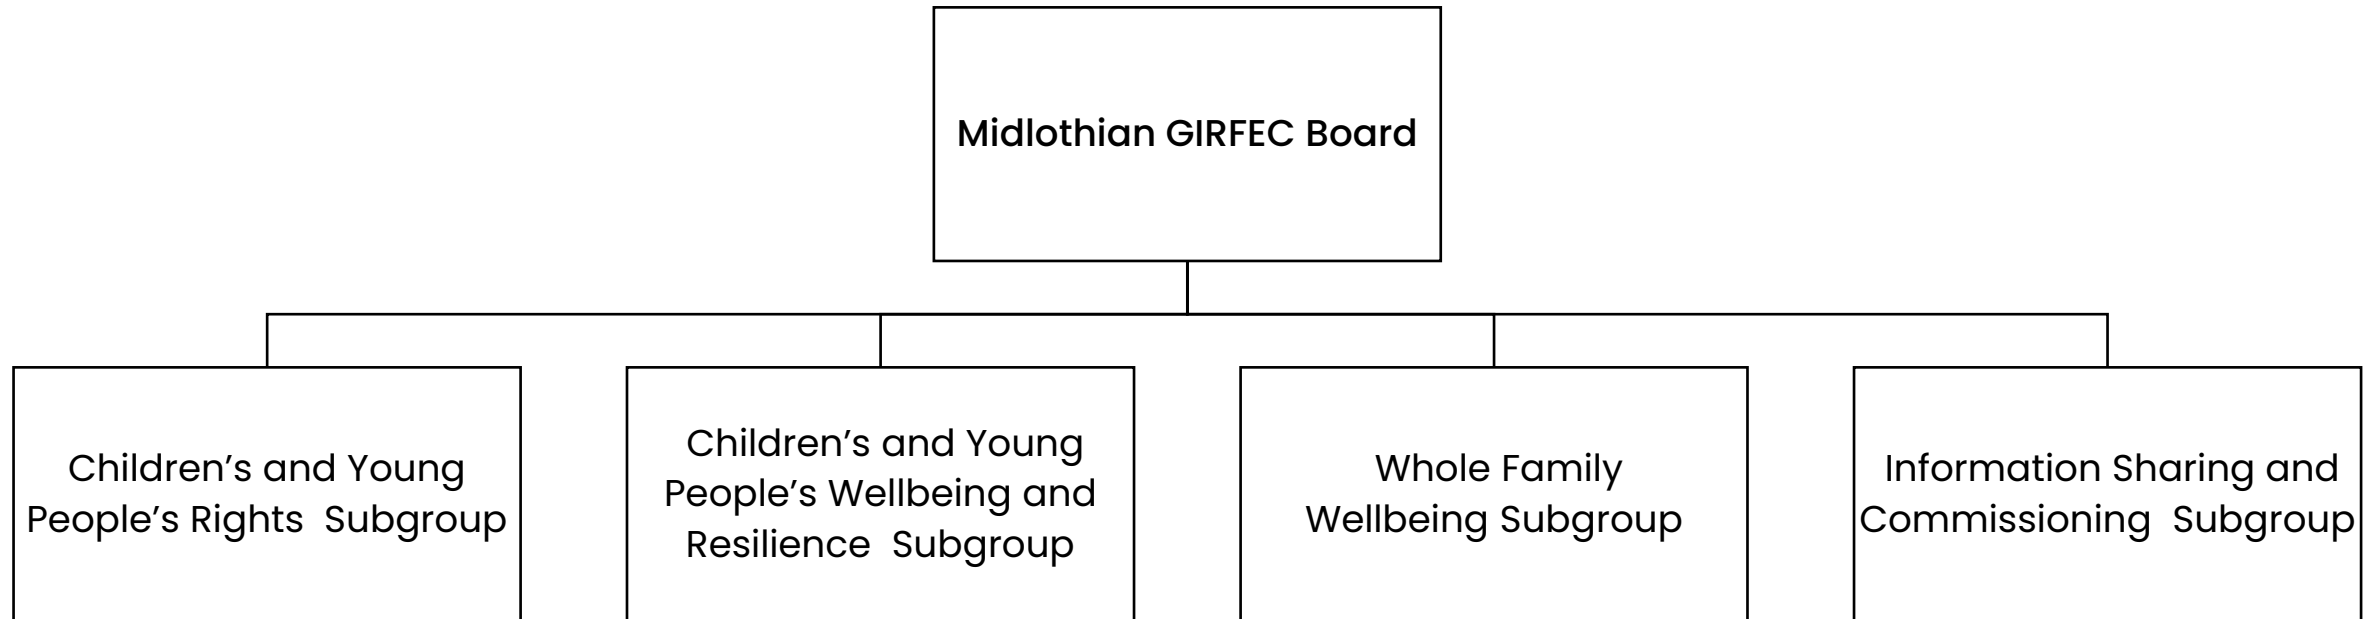 Midlothian GIRFEC Board
Children’s and Young
People’s Rights  Subgroup
Children’s and Young
People’s Wellbeing and
Resilience  Subgroup
Whole Family
Wellbeing Subgroup
Information Sharing and
Commissioning  Subgroup